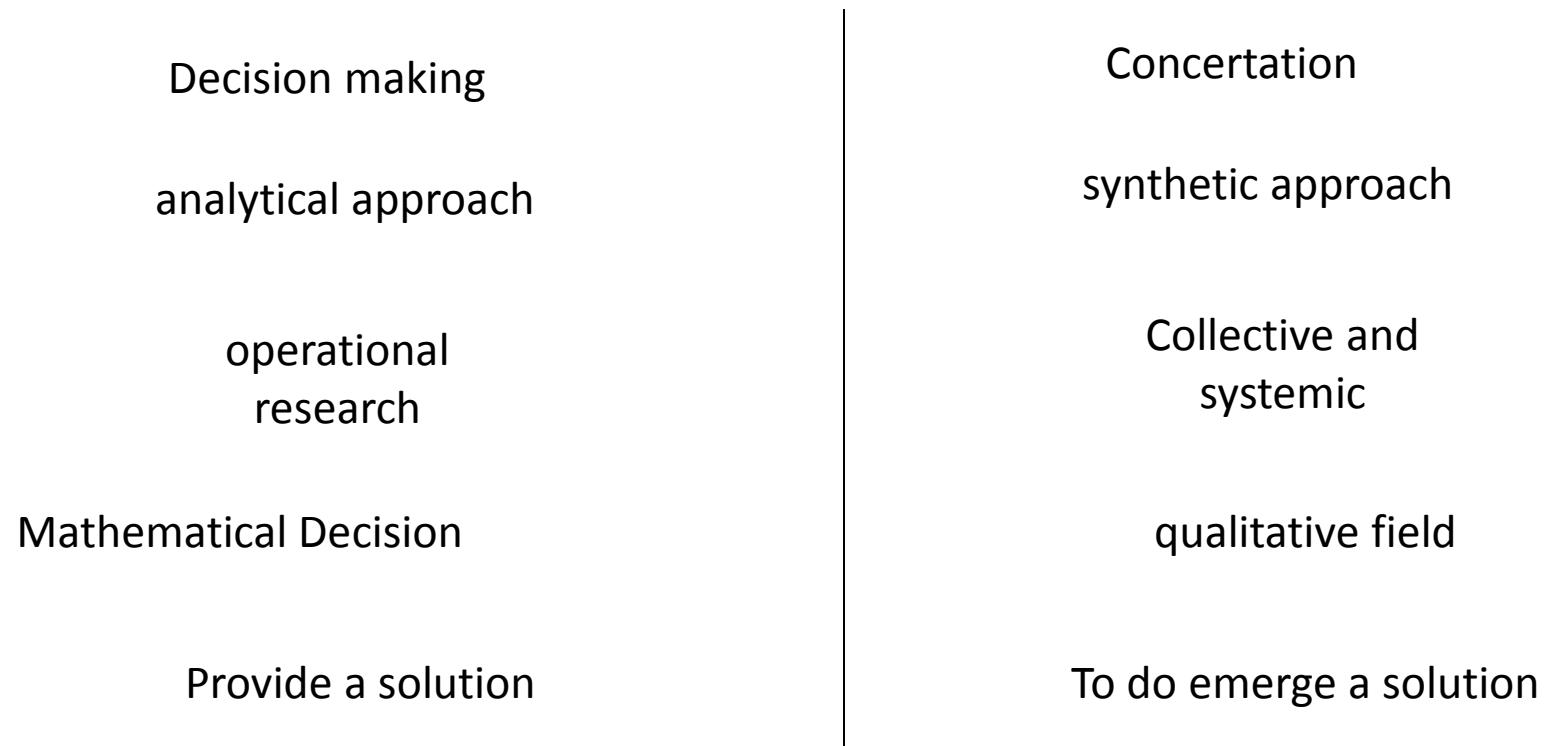 Decision making
analytical approach
operational
research
Mathematical Decision
Provide a solution
Concertation
synthetic approach
Collective and
systemic
qualitative field
To do emerge a solution